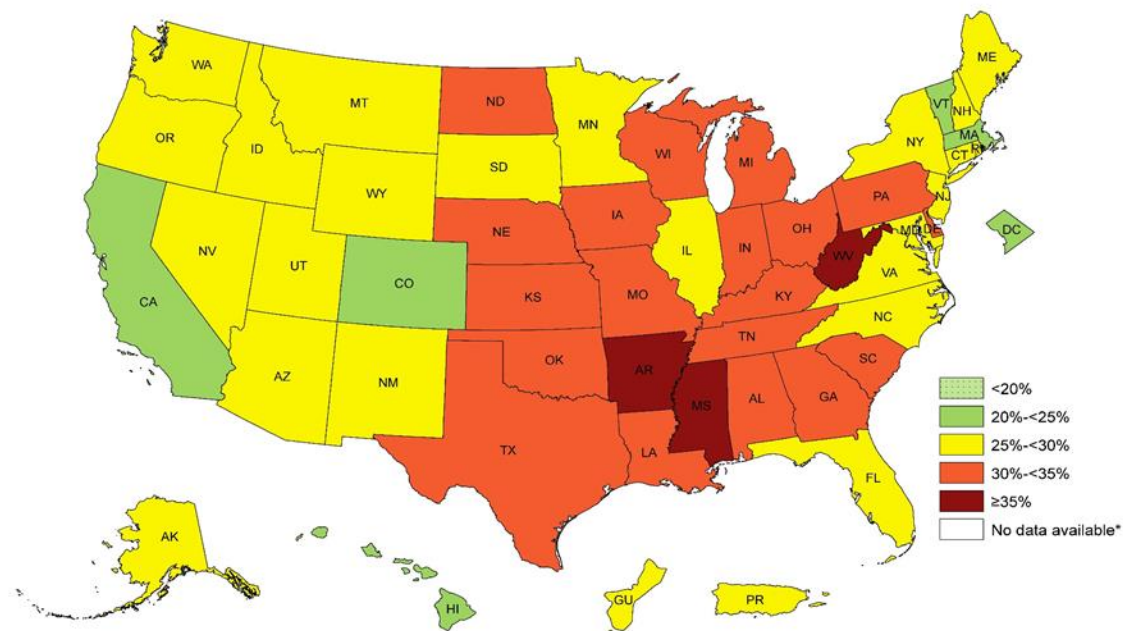 WA
MT
ND
MN
ME
VT
NH
OR
ID
SD
WI
MI
NY
MA
CT
R
WY
IA
PA
NJ
NE
OH
MD
DE
DC
NV
UT
CO
IL
IN
WV
VA
CA
KS
MO
KY
NC
TN
OK
SC
AZ
NM
AR
MS
AL
GA
TX
LA
FL
AK
HI
GU
PR
<20%
20%-<25%
25%-<30%
30%-<35%
≥35%
No data available*